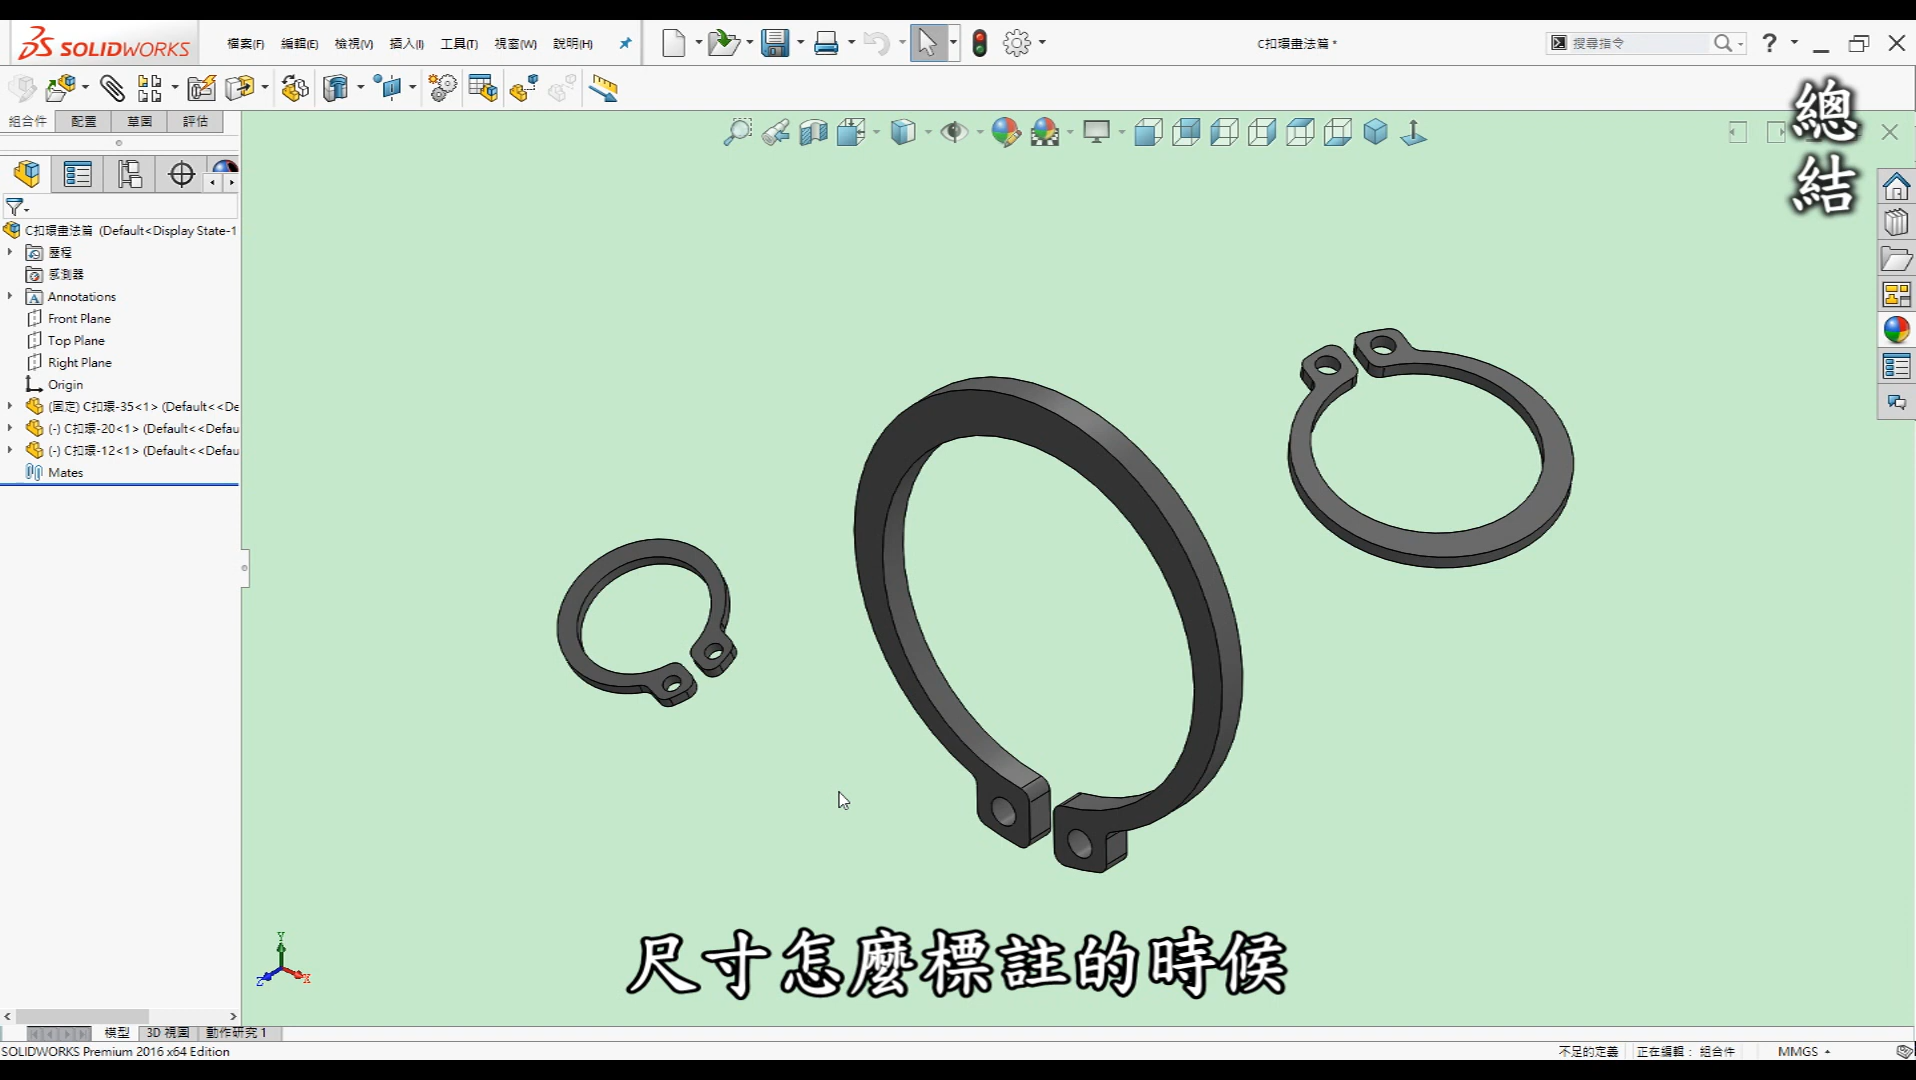 SOLIDWORKS
檔案(F) 編輯(E) 檢視(V) 插入(I) 工具(T) 視窗(W) 說明(H)
C扣環畫法篇 *
搜尋指令
組合件 配置 草圖 評估
總結
C扣環畫法篇 (Default<Display State-1
歷程
感測器
Annotations
Front Plane
Top Plane
Right Plane
Origin
(固定) C扣環-35<1> (Default<<De
(-) C扣環-20<1> (Default<<Defau
(-) C扣環-12<1> (Default<<Defau
Mates
Y
Z X
尺寸怎麼標註的時候
模型 3D 視圖 動作研究 1
SOLIDWORKS Premium 2016 x64 Edition
不足的定義 正在編輯: 組合件 MMGS